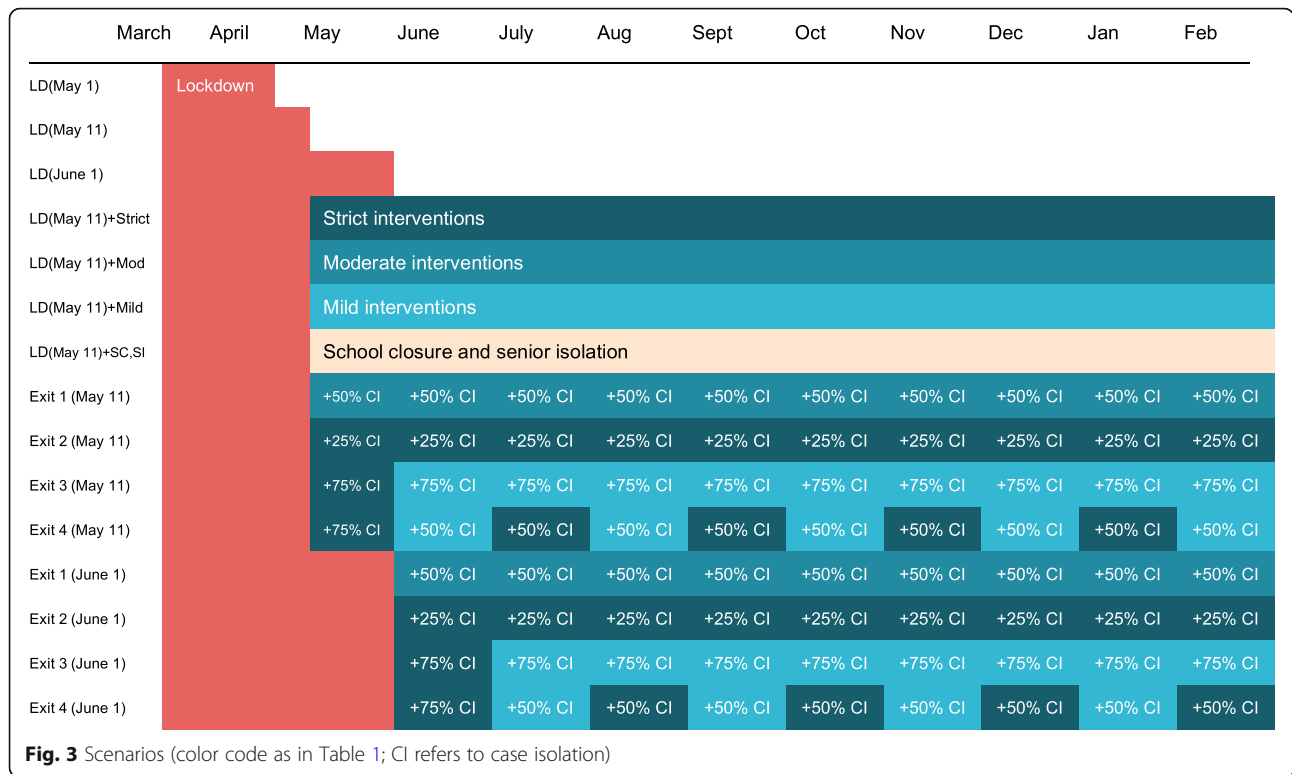 March April May June July Aug Sept Oct Nov Dec Jan Feb
LD(May 1) Lockdown
LD(May 11)
LD(June 1)
LD(May 11)+Strict Strict interventions
LD(May 11)+Mod Moderate interventions
LD(May 11)+Mild Mild interventions
LD(May 11)+SC,SI School closure and senior isolation
Exit 1 (May 11) +50% CI +50% CI +50% CI +50% CI +50% CI +50% CI +50% CI +50% CI +50% CI +50% CI
Exit 2 (May 11) +25% CI +25% CI +25% CI +25% CI +25% CI +25% CI +25% CI +25% CI +25% CI +25% CI
Exit 3 (May 11) +75% CI +75% CI +75% CI +75% CI +75% CI +75% CI +75% CI +75% CI +75% CI +75% CI
Exit 4 (May 11) +75% CI +50% CI +50% CI +50% CI +50% CI +50% CI +50% CI +50% CI +50% CI +50% CI
Exit 1 (June 1) +50% CI +50% CI +50% CI +50% CI +50% CI +50% CI +50% CI +50% CI +50% CI
Exit 2 (June 1) +25% CI +25% CI +25% CI +25% CI +25% CI +25% CI +25% CI +25% CI +25% CI
Exit 3 (June 1) +75% CI +75% CI +75% CI +75% CI +75% CI +75% CI +75% CI +75% CI +75% CI
Exit 4 (June 1) +75% CI +50% CI +50% CI +50% CI +50% CI +50% CI +50% CI +50% CI +50% CI
Fig. 3 Scenarios (color code as in Table 1; CI refers to case isolation)